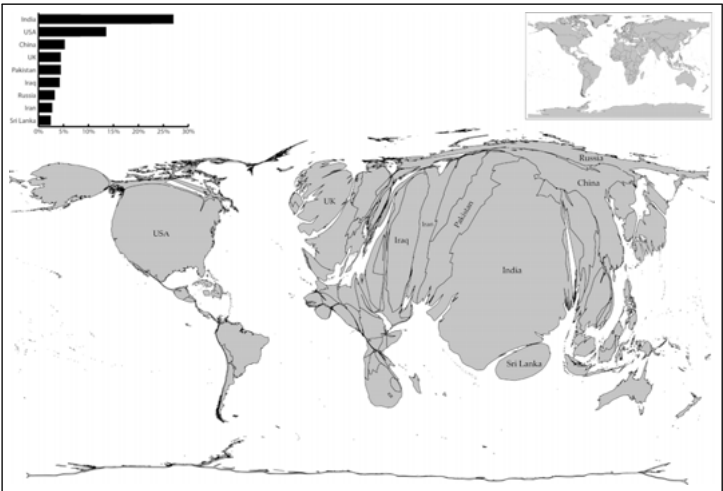 India
USA
China
UK
Pakistan
Iraq
Russia
Iran
Sri Lanka
0% 5% 10% 15% 20% 25% 30%
Russia
China
UK
USA
Iraq
Iran
Pakistan
India
Sri Lanka